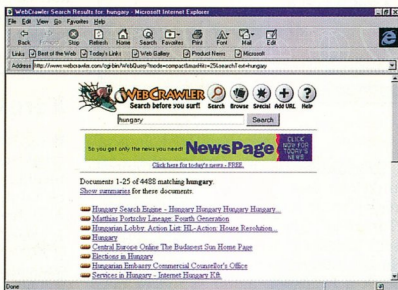 WebCrawler Search Results for: hungary - Microsoft Internet Explorer
File Edit View Go Favorites Help
Back Forward Stop Refresh Home Search Favorites Print Font Mail Edit
Links Best of the Web Today's Links Web Gallery Product News Microsoft
Address http://www.webcrawler.com/cgi-bin/WebQuery?mode=compact&maxHits=25&searchText=hungary
WEBCRAWLER
Search before you surf! Search Browse Special Add URL Help
hungary Search
So you get only the news you need! NewsPage CLICK NOW FOR TODAY'S NEWS
Click here for today's news - FREE.
Documents 1-25 of 4488 matching hungary.
Show summaries for these documents.
Hungary Search Engine - Hungary Hungary Hungary Hungary...
Matthias Portschy Lineage: Fourth Generation
Hungarian Lobby: Action List: HL-Action: House Resolution...
Hungary
Central Europe Online The Budapest Sun Home Page
Elections in Hungary
Hungarian Embassy Commercial Counsellor's Office
Services in Hungary - Internet Hungary Kft.
Done